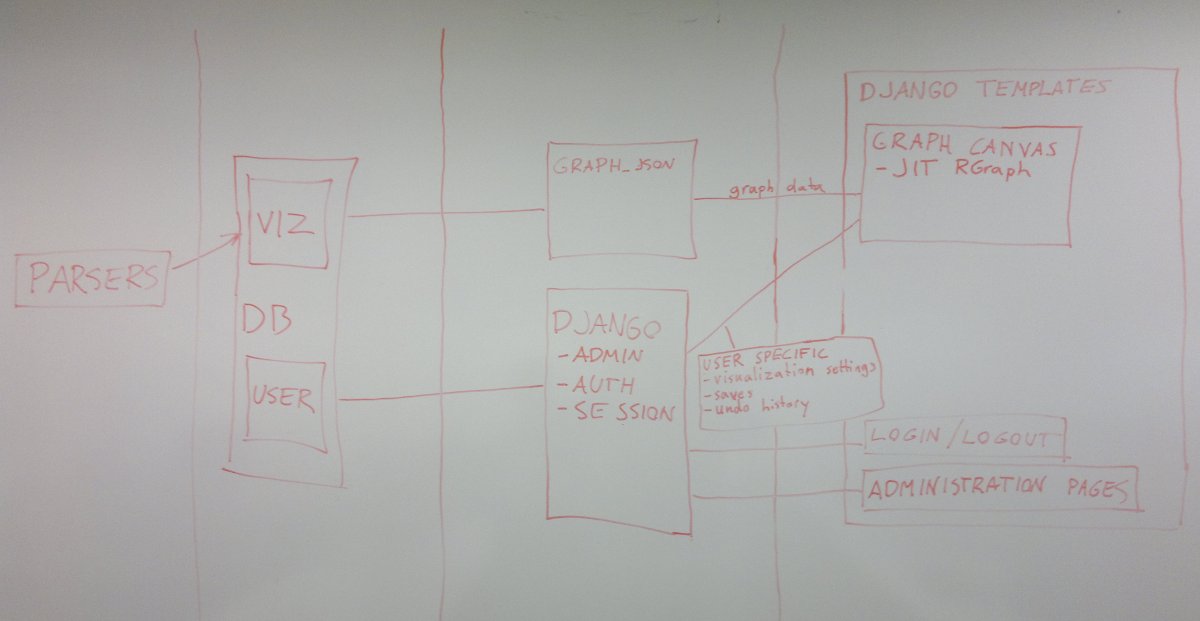 PARSERS
VIZ
DB
USER
GRAPH_JSON
DJANGO
-ADMIN
-AUTH
-SESSION
graph data
USER SPECIFIC
-visualization settings
-saves
-undo history
DJANGO TEMPLATES
GRAPH CANVAS
-JIT RGraph
LOGIN/LOGOUT
ADMINISTRATION PAGES